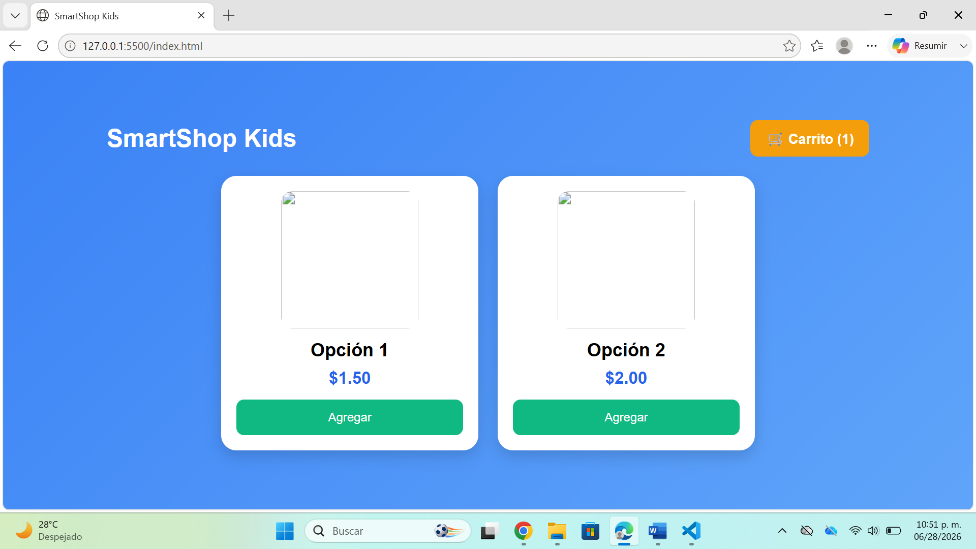 SmartShop Kids
127.0.0.1:5500/index.html
Resumir
SmartShop Kids
🛒 Carrito (1)
Opción 1
$1.50
Agregar
Opción 2
$2.00
Agregar
28°C
Despejado
Buscar
10:51 p. m.
06/28/2026